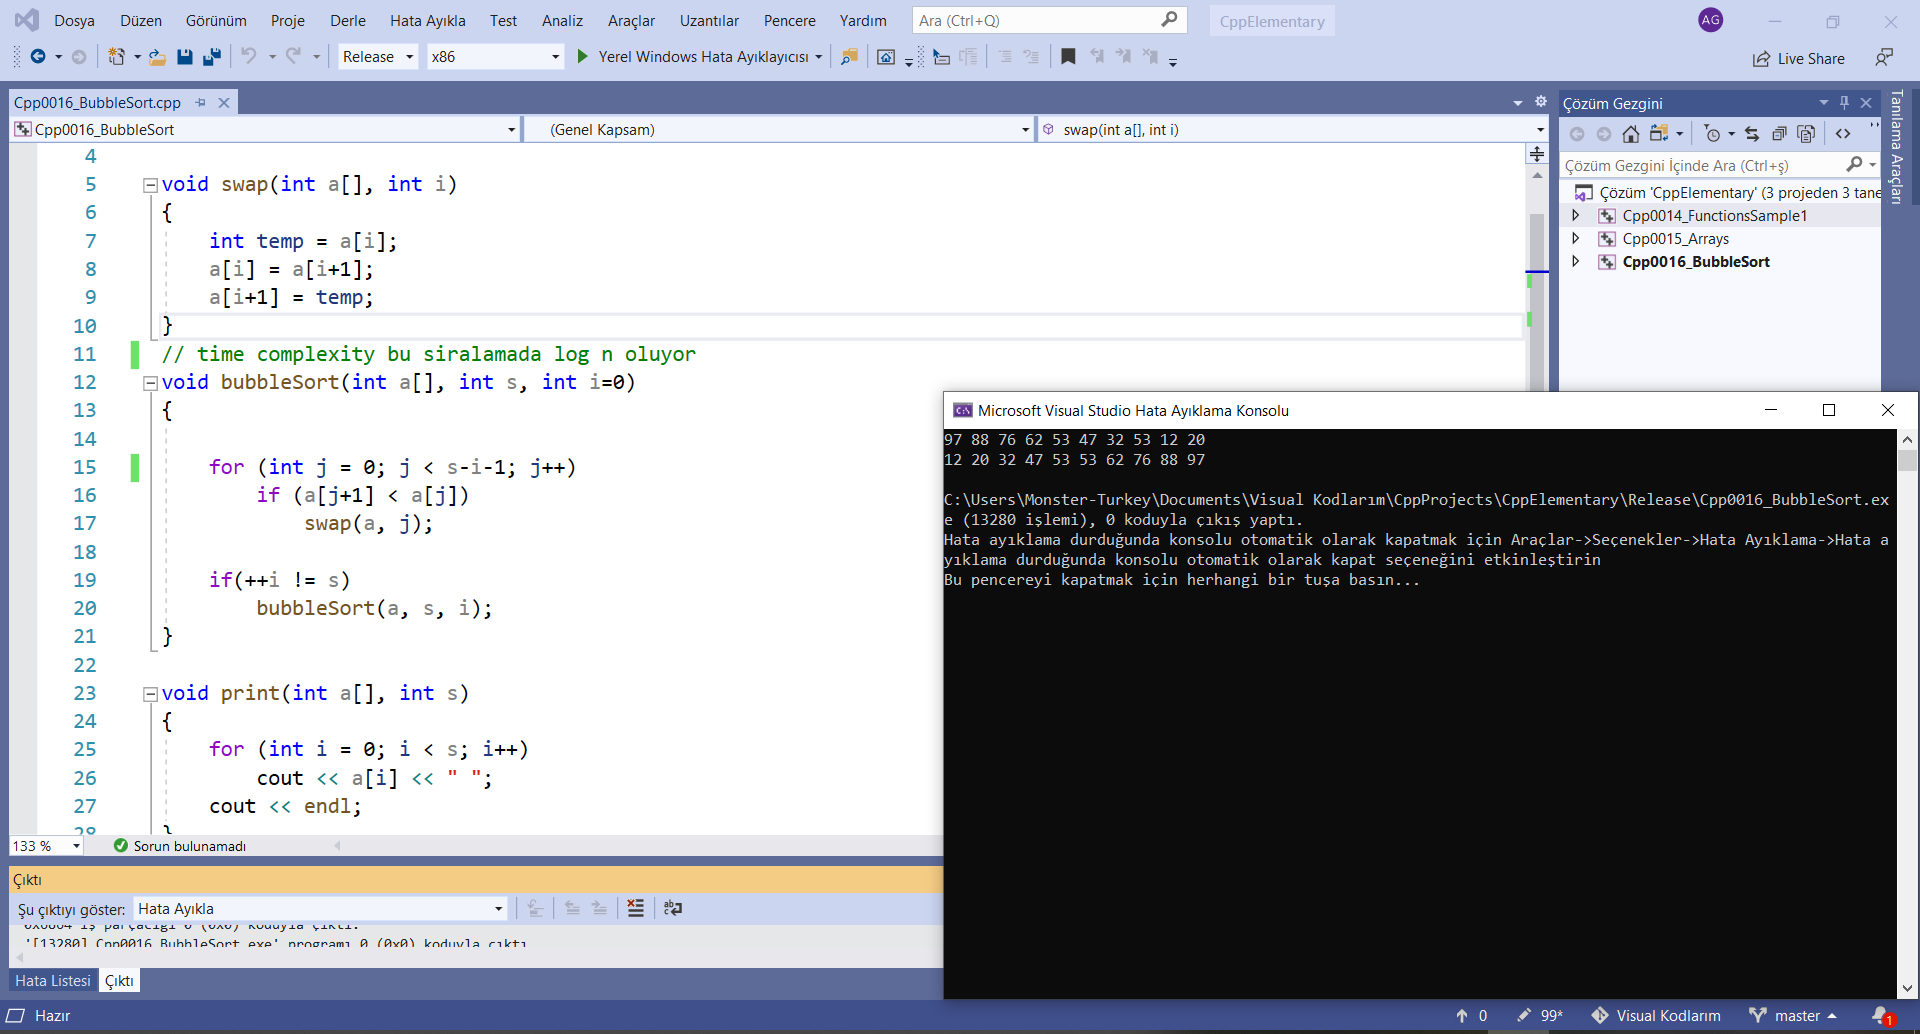 Dosya Düzen Görünüm Proje Derle Hata Ayıkla Test Analiz Araçlar Uzantılar Pencere Yardım Ara (Ctrl+Q) CppElementary AG
Release x86 Yerel Windows Hata Ayıklayıcısı Live Share
Cpp0016_BubbleSort.cpp
Cpp0016_BubbleSort (Genel Kapsam) swap(int a[], int i)
4
5 void swap(int a[], int i)
6 {
7 int temp = a[i];
8 a[i] = a[i+1];
9 a[i+1] = temp;
10 }
11 // time complexity bu siralamada log n oluyor
12 void bubbleSort(int a[], int s, int i=0)
13 {
14
15 for (int j = 0; j < s-i-1; j++)
16 if (a[j+1] < a[j])
17 swap(a, j);
18
19 if(++i != s)
20 bubbleSort(a, s, i);
21 }
22
23 void print(int a[], int s)
24 {
25 for (int i = 0; i < s; i++)
26 cout << a[i] << " ";
27 cout << endl;
28 }
133 % Sorun bulunamadı
Çıktı
Şu çıktıyı göster: Hata Ayıkla
iş parçacığı 0 (0x0) koduyla çıktı.
'[13280] Cpp0016_BubbleSort.exe' programı 0 (0x0) koduyla çıktı
Hata Listesi Çıktı
Hazır 0 99* Visual Kodlarım master 1
Çözüm Gezgini
Çözüm Gezgini İçinde Ara (Ctrl+ş)
Çözüm 'CppElementary' (3 projeden 3 tane
Cpp0014_FunctionsSample1
Cpp0015_Arrays
Cpp0016_BubbleSort
Tanılama Araçları
Microsoft Visual Studio Hata Ayıklama Konsolu
97 88 76 62 53 47 32 53 12 20
12 20 32 47 53 53 62 76 88 97
C:\Users\Monster-Turkey\Documents\Visual Kodlarım\CppProjects\CppElementary\Release\Cpp0016_BubbleSort.ex
e (13280 işlemi), 0 koduyla çıkış yaptı.
Hata ayıklama durduğunda konsolu otomatik olarak kapatmak için Araçlar->Seçenekler->Hata Ayıklama->Hata a
yıklama durduğunda konsolu otomatik olarak kapat seçeneğini etkinleştirin
Bu pencereyi kapatmak için herhangi bir tuşa basın...